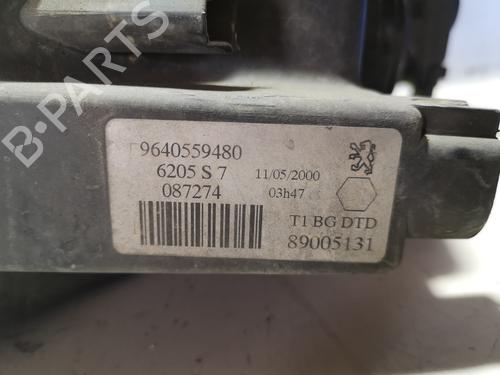 9640559480
6205 S 7
11/05/2000
087274
03h47
T1 BG DTD
89005131
B-PARTS